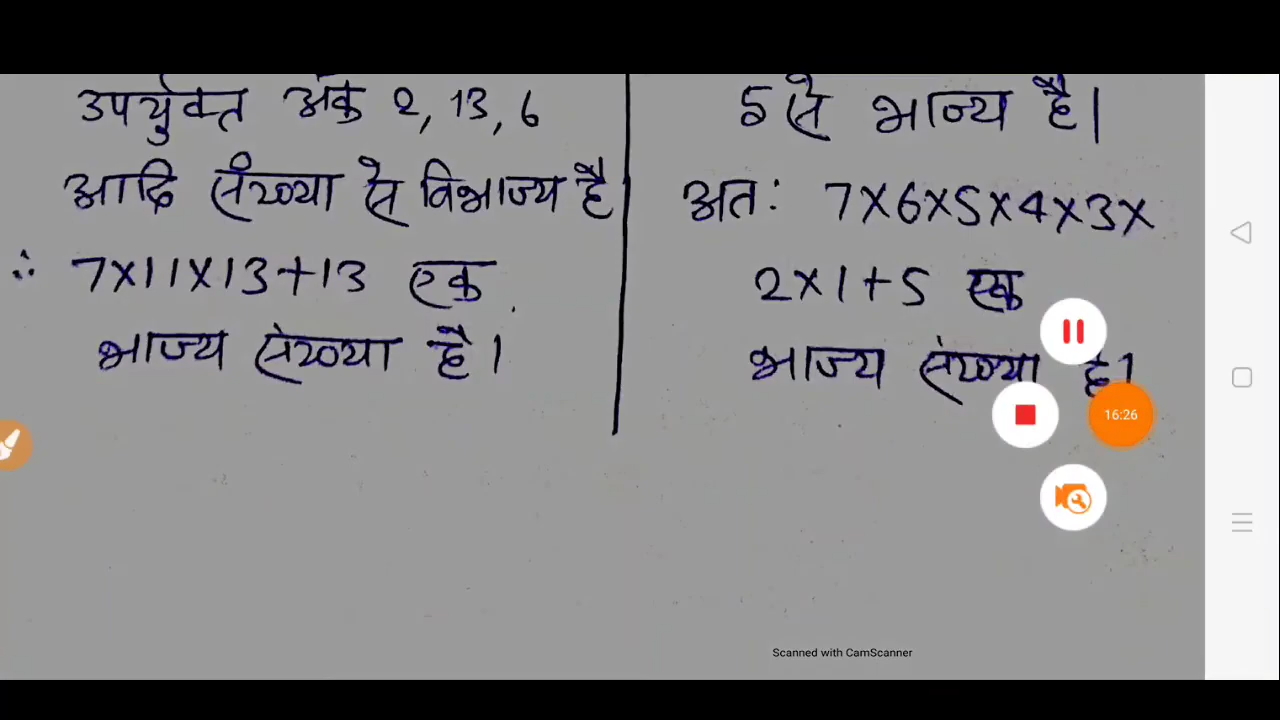 उपर्युक्त अंक 2, 13, 6
आदि संख्या से विभाज्य है
∴ 7×11×13+13 एक
भाज्य संख्या है।
5 से भाज्य है।
अतः 7×6×5×4×3×
2×1+5 एक
भाज्य संख्या है।
16:26
Scanned with CamScanner